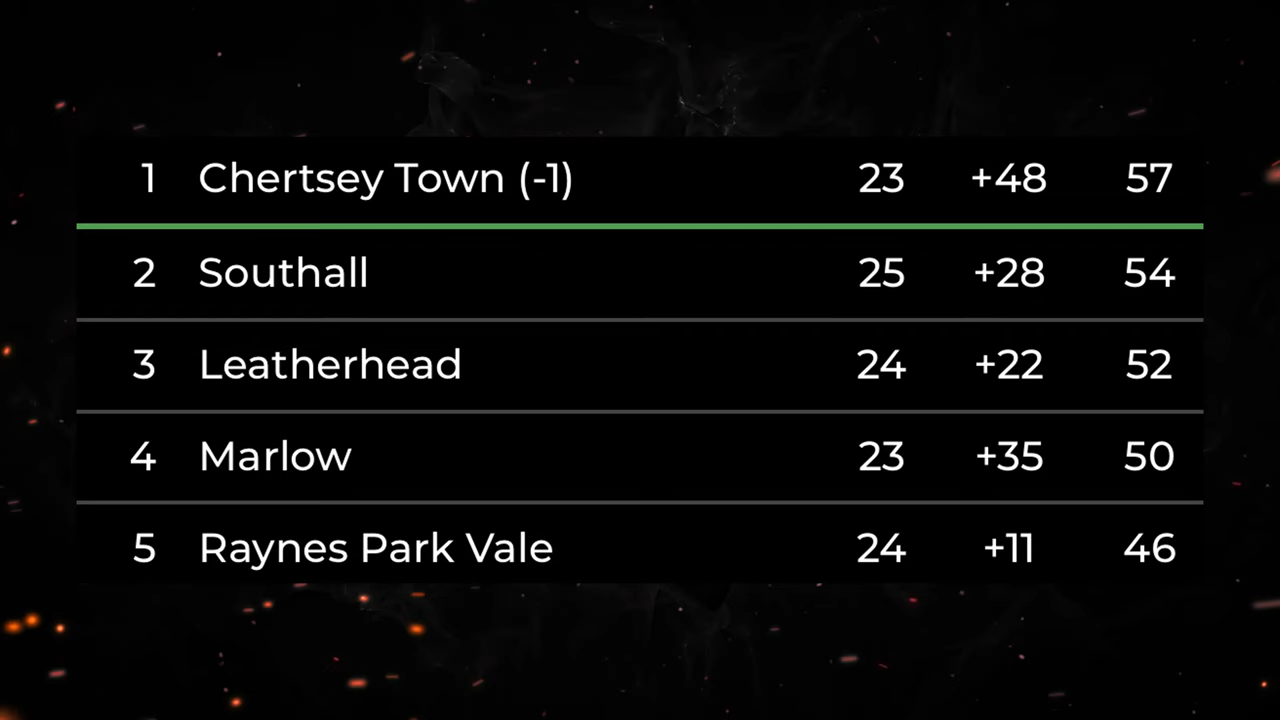 1 Chertsey Town (-1) 23 +48 57
2 Southall 25 +28 54
3 Leatherhead 24 +22 52
4 Marlow 23 +35 50
5 Raynes Park Vale 24 +11 46